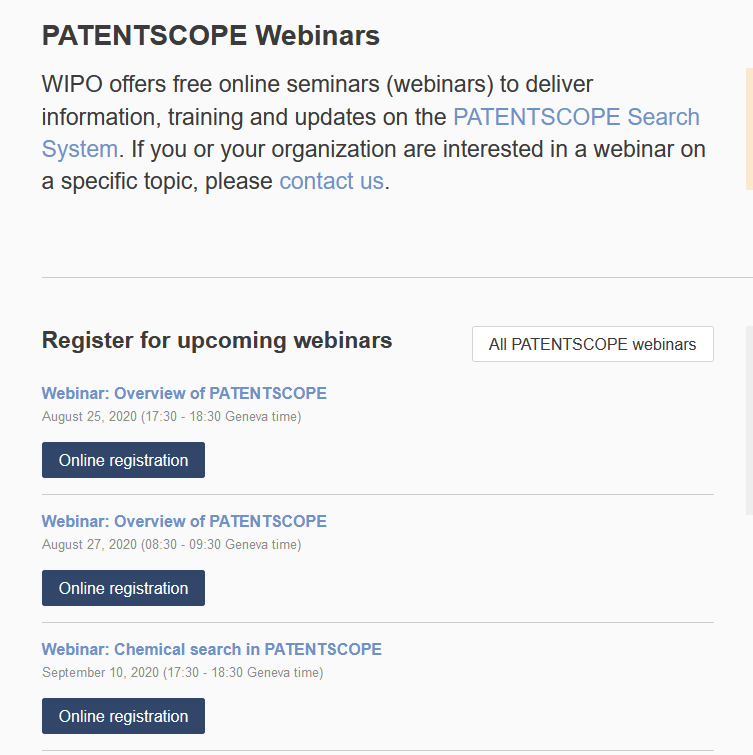 PATENTSCOPE Webinars
WIPO offers free online seminars (webinars) to deliver
information, training and updates on the PATENTSCOPE Search
System. If you or your organization are interested in a webinar on
a specific topic, please contact us.
Register for upcoming webinars
All PATENTSCOPE webinars
Webinar: Overview of PATENTSCOPE
August 25, 2020 (17:30 - 18:30 Geneva time)
Online registration
Webinar: Overview of PATENTSCOPE
August 27, 2020 (08:30 - 09:30 Geneva time)
Online registration
Webinar: Chemical search in PATENTSCOPE
September 10, 2020 (17:30 - 18:30 Geneva time)
Online registration